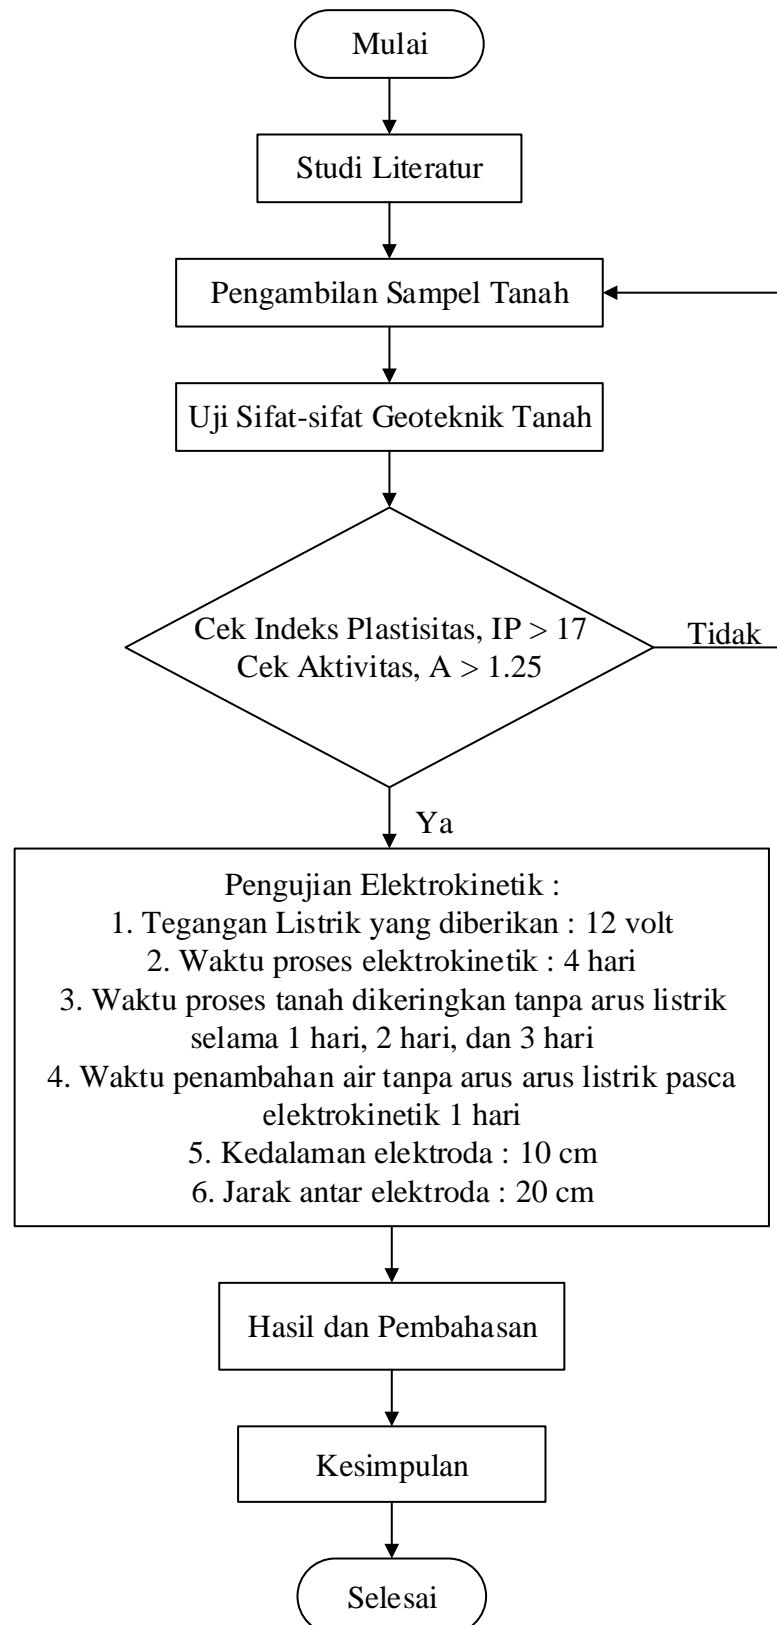 Mulai
Studi Literatur
Pengambilan Sampel Tanah
Uji Sifat-sifat Geoteknik Tanah
Cek Indeks Plastisitas, IP > 17
Cek Aktivitas, A > 1.25
Tidak
Ya
Pengujian Elektrokinetik :
1. Tegangan Listrik yang diberikan : 12 volt
2. Waktu proses elektrokinetik : 4 hari
3. Waktu proses tanah dikeringkan tanpa arus listrik
selama 1 hari, 2 hari, dan 3 hari
4. Waktu penambahan air tanpa arus arus listrik pasca
elektrokinetik 1 hari
5. Kedalaman elektroda : 10 cm
6. Jarak antar elektroda : 20 cm
Hasil dan Pembahasan
Kesimpulan
Selesai